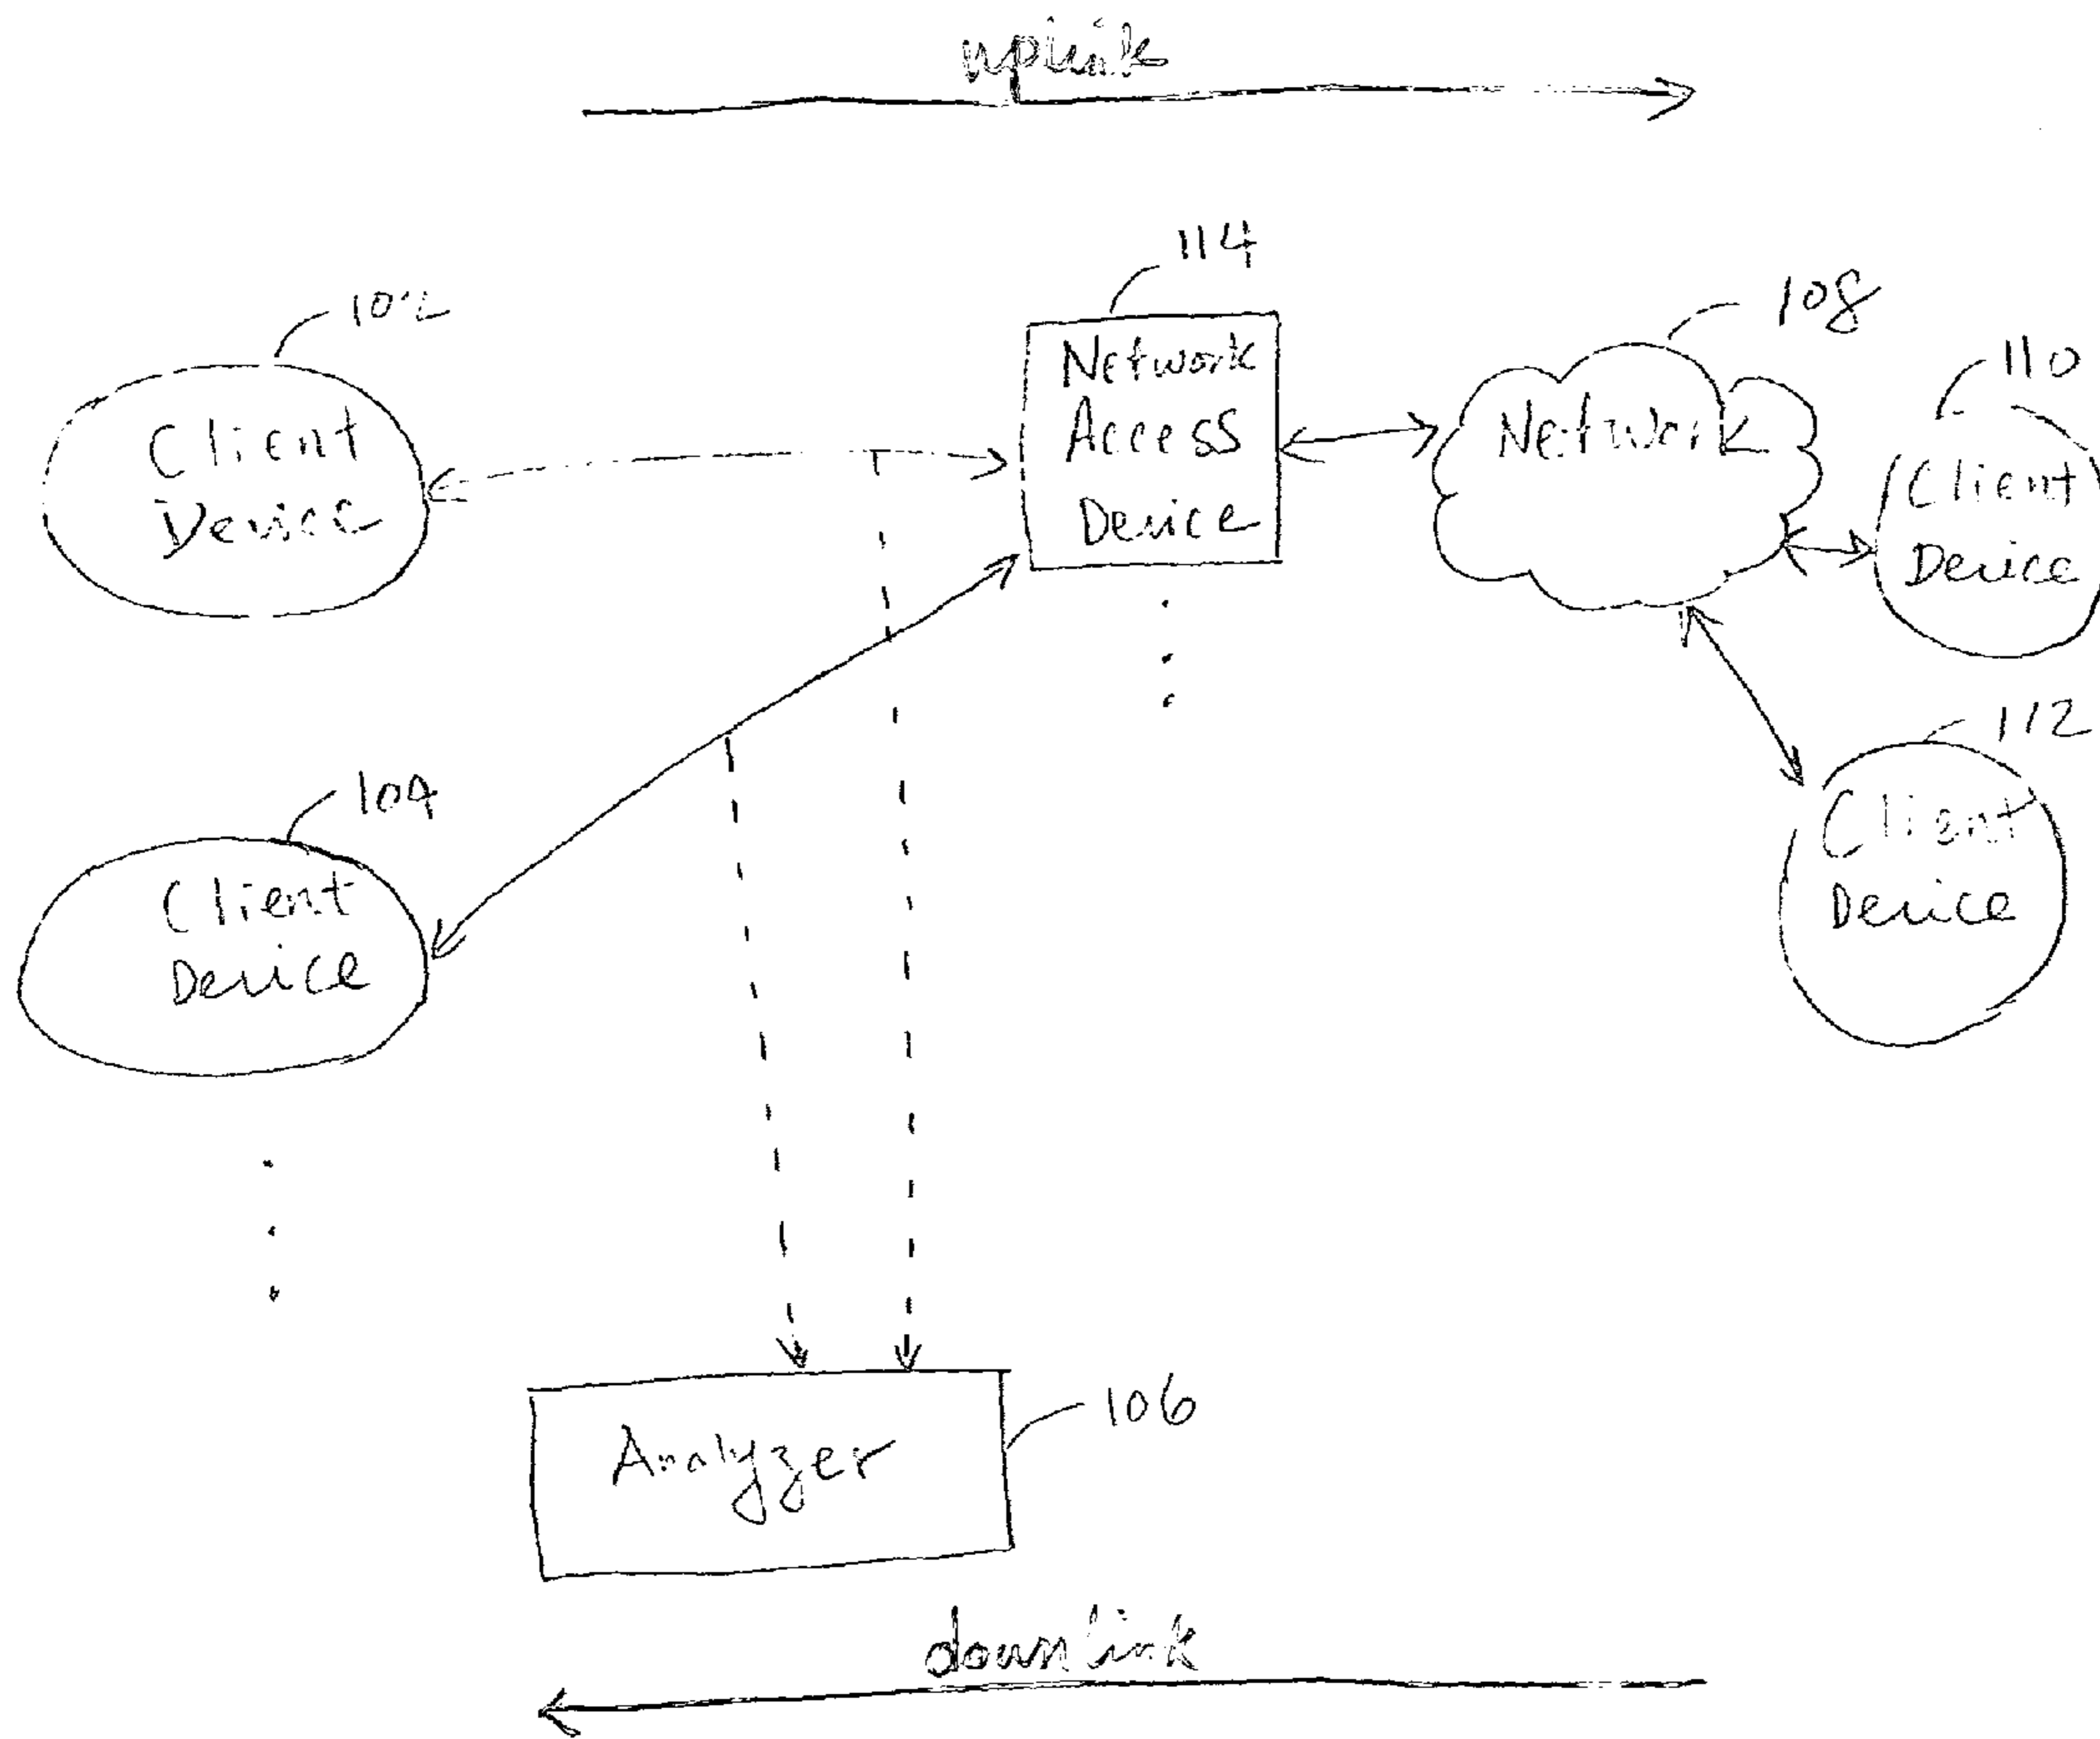 uplink
114
102
108
110
Network
Access
Device
Network
Client
Device
Client
Device
112
104
Client
Device
Client
Device
106
Analyzer
downlink